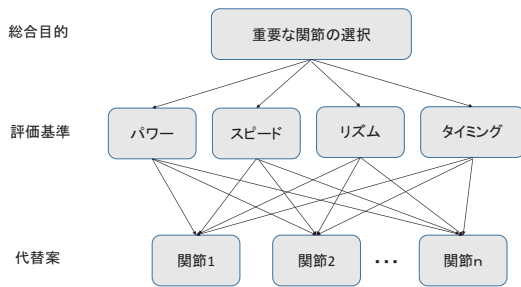 総合目的
重要な関節の選択
評価基準
パワー
スピード
リズム
タイミング
代替案
関節1
関節2
･･･
関節n